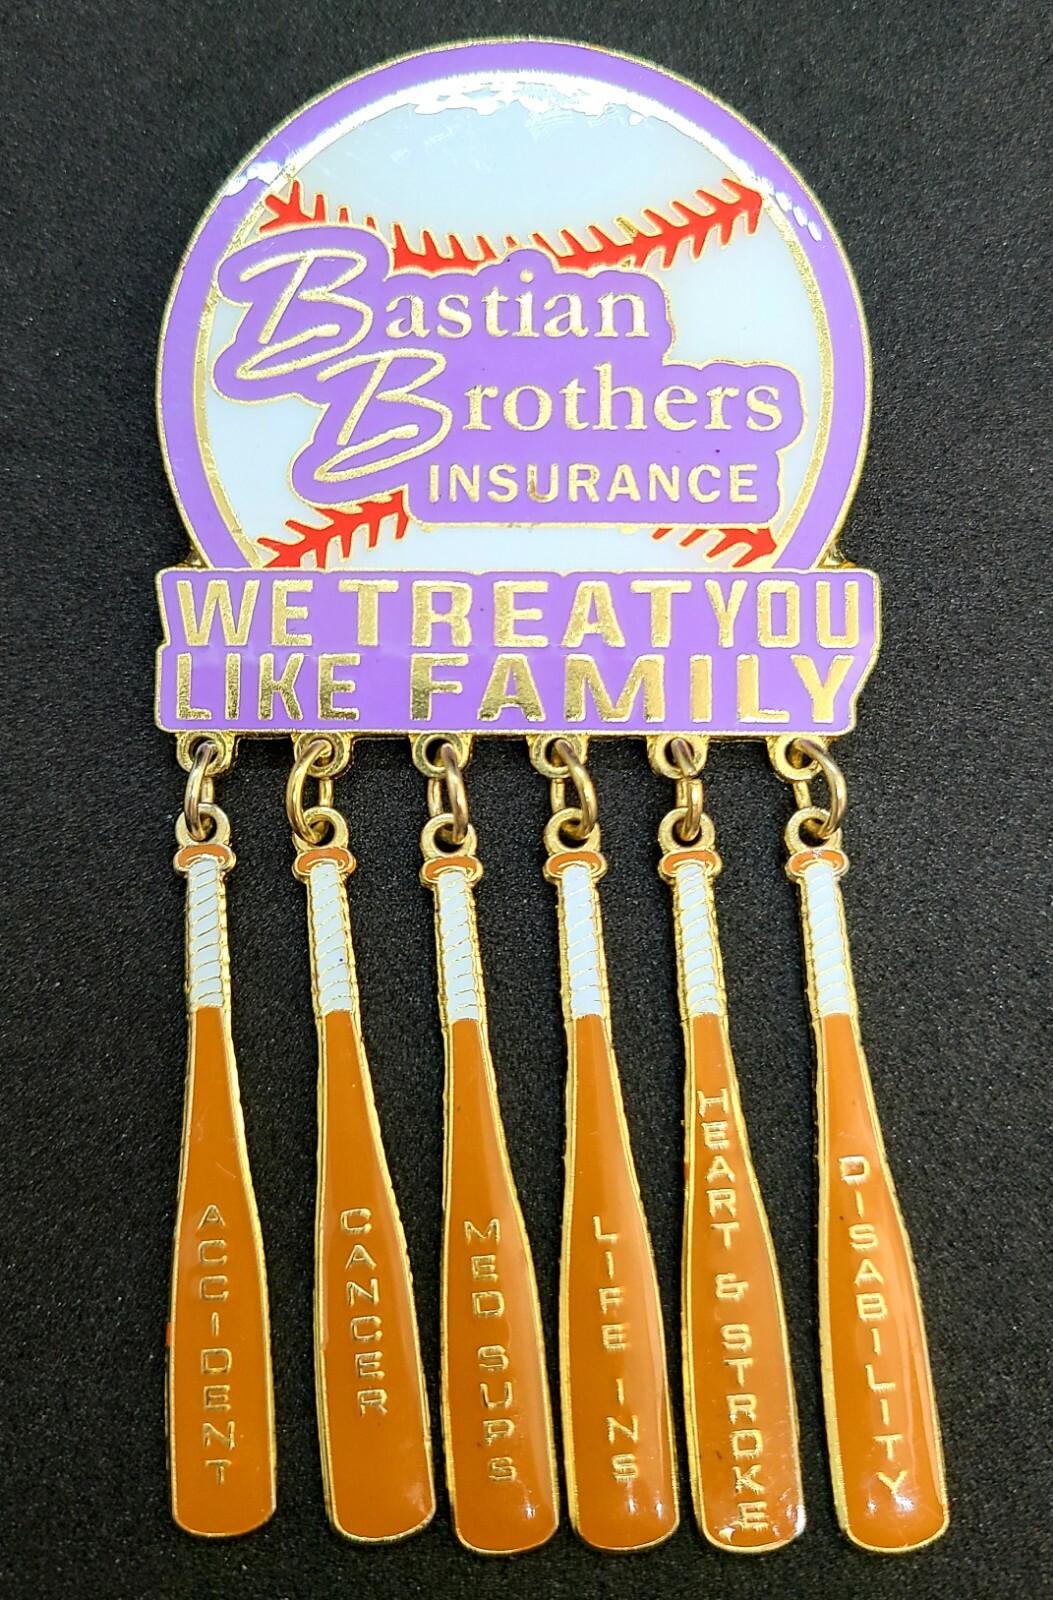 Bastian
Brothers
INSURANCE
WE TREAT YOU
LIKE FAMILY
ACCIDENT
CANCER
MED SUPS
LIFE INS
HEART & STROKE
DISABILITY